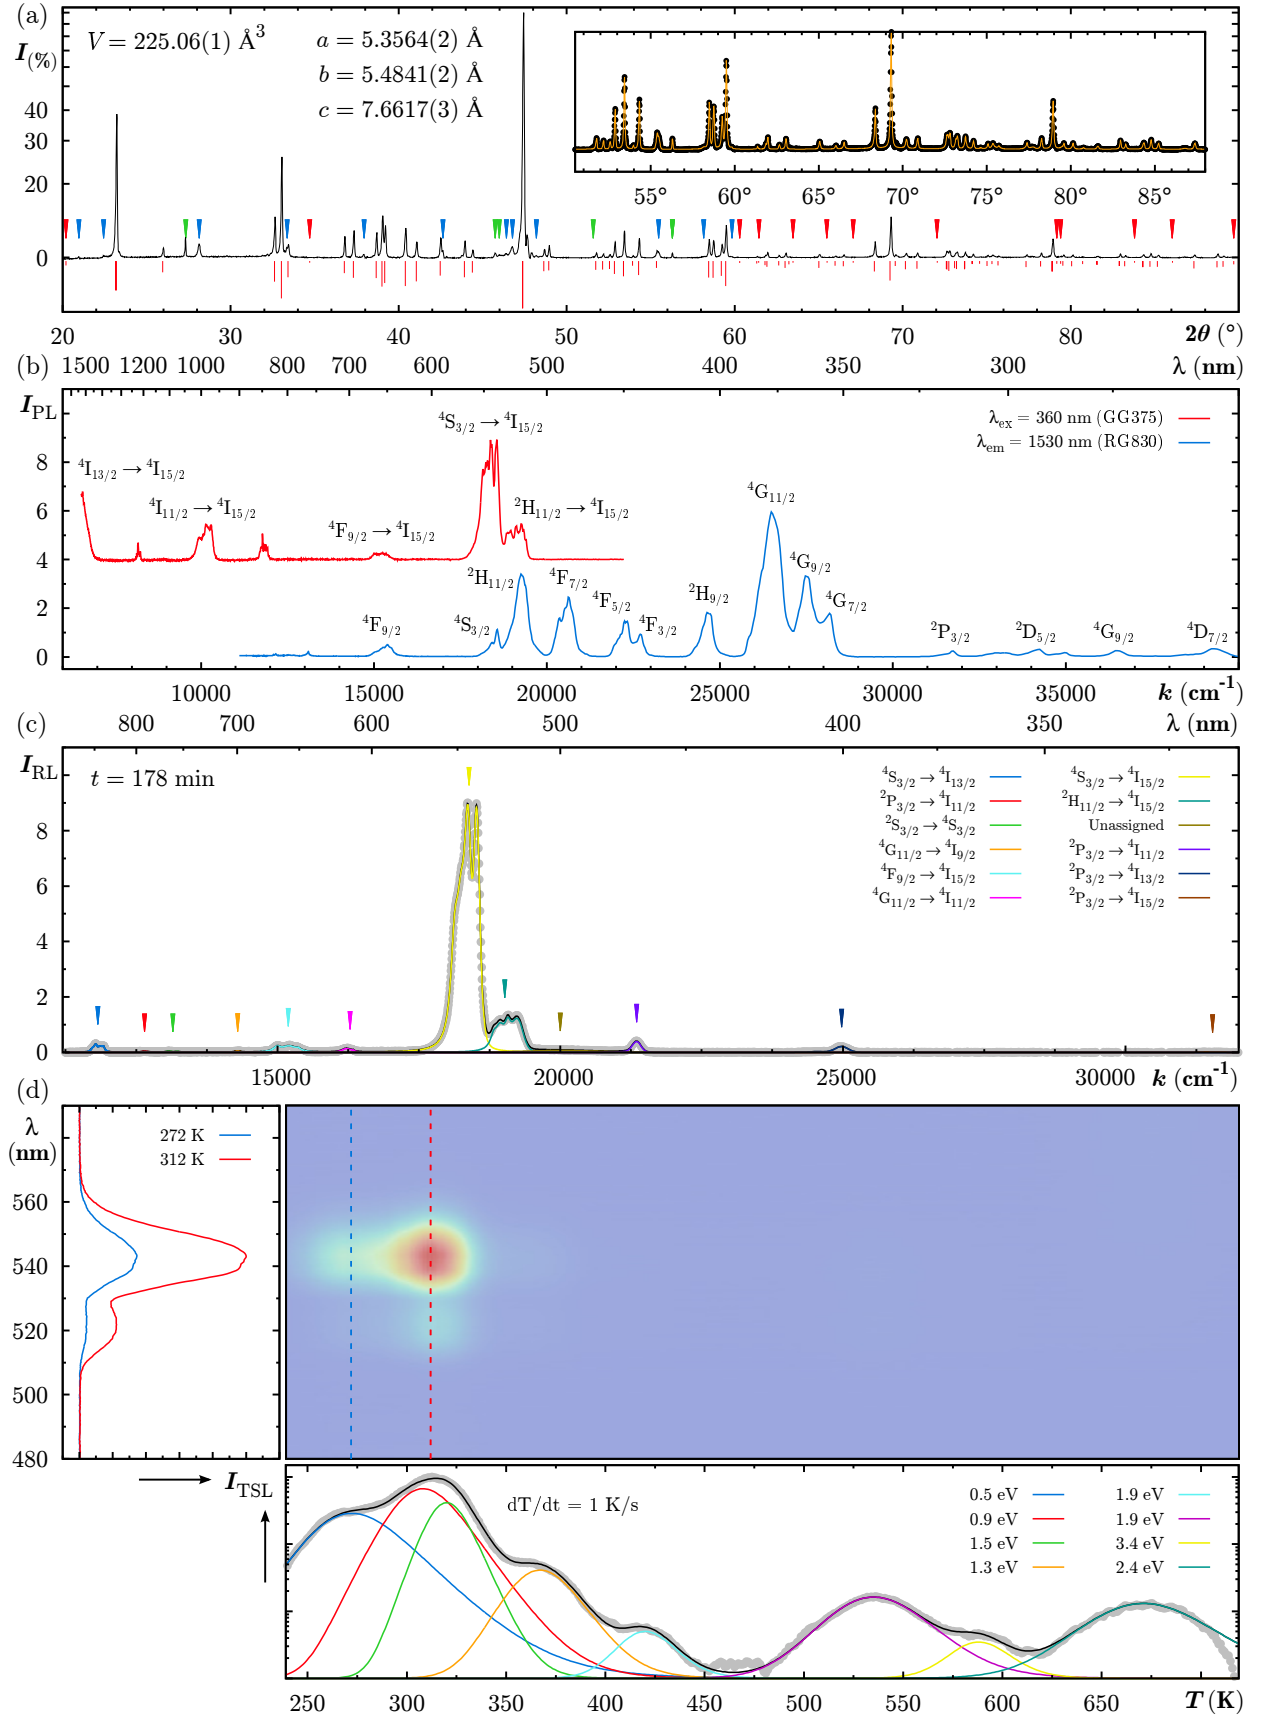 (a)
I(%)
V = 225.06(1) Å³
a = 5.3564(2) Å
b = 5.4841(2) Å
c = 7.6617(3) Å
40
30
20
0
55° 60° 65° 70° 75° 80° 85°
20 30 40 50 60 70 80 2θ (°)
(b) 1500 1200 1000 800 700 600 500 400 350 300 λ (nm)
I_PL
λex = 360 nm (GG375)
λem = 1530 nm (RG830)
⁴S3/2 → ⁴I15/2
⁴I13/2 → ⁴I15/2
⁴I11/2 → ⁴I15/2
²H11/2 → ⁴I15/2
⁴F9/2 → ⁴I15/2
⁴G11/2
⁴G9/2
²H11/2 ⁴F7/2
⁴F5/2 ²H9/2 ⁴G7/2
⁴F9/2 ⁴S3/2 ⁴F3/2 ²P3/2 ²D5/2 ⁴G9/2 ⁴D7/2
8
6
4
2
0
10000 15000 20000 25000 30000 35000 k (cm⁻¹)
(c) 800 700 600 500 400 350 λ (nm)
I_RL
t = 178 min
⁴S3/2 → ⁴I13/2 ⁴S3/2 → ⁴I15/2
²P3/2 → ⁴I11/2 ²H11/2 → ⁴I15/2
²S3/2 → ⁴S3/2 Unassigned
⁴G11/2 → ⁴I9/2 ²P3/2 → ⁴I11/2
⁴F9/2 → ⁴I15/2 ²P3/2 → ⁴I13/2
⁴G11/2 → ⁴I11/2 ²P3/2 → ⁴I15/2
8
6
4
2
0
15000 20000 25000 30000 k (cm⁻¹)
(d)
λ
(nm)
272 K
312 K
560
540
520
500
480
I_TSL
dT/dt = 1 K/s
0.5 eV 1.9 eV
0.9 eV 1.9 eV
1.5 eV 3.4 eV
1.3 eV 2.4 eV
250 300 350 400 450 500 550 600 650 T (K)